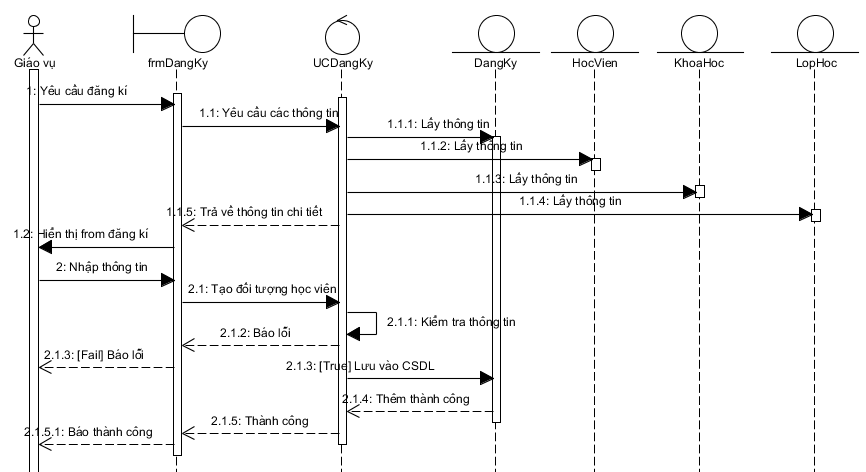 Giáo vụ
frmDangKy
UCDangKy
DangKy
HocVien
KhoaHoc
LopHoc
1: Yêu cầu đăng kí
1.1: Yêu cầu các thông tin
1.1.1: Lấy thông tin
1.1.2: Lấy thông tin
1.1.3: Lấy thông tin
1.1.4: Lấy thông tin
1.1.5: Trả về thông tin chi tiết
1.2: Hiển thị from đăng kí
2: Nhập thông tin
2.1: Tạo đối tượng học viên
2.1.1: Kiểm tra thông tin
2.1.2: Báo lỗi
2.1.3: [Fail] Báo lỗi
2.1.3: [True] Lưu vào CSDL
2.1.4: Thêm thành công
2.1.5: Thành công
2.1.5.1: Báo thành công